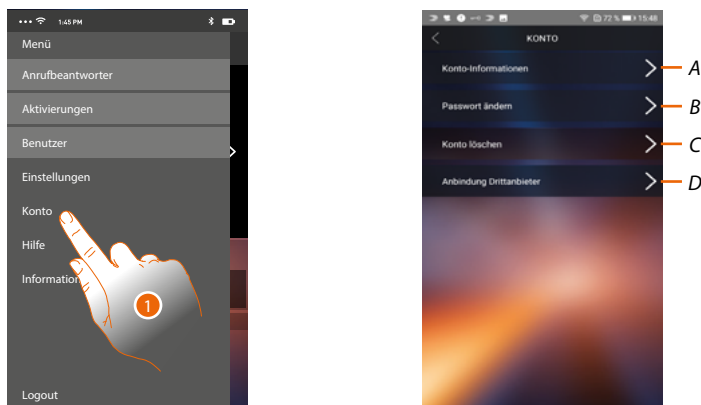 1:45 PM
Menü
Anrufbeantworter
Aktivierungen
Benutzer
Einstellungen
Konto
Hilfe
Information
Logout
1
72 % 15:48
KONTO
Konto-Informationen
A
Passwort ändern
B
Konto löschen
C
Anbindung Drittanbieter
D